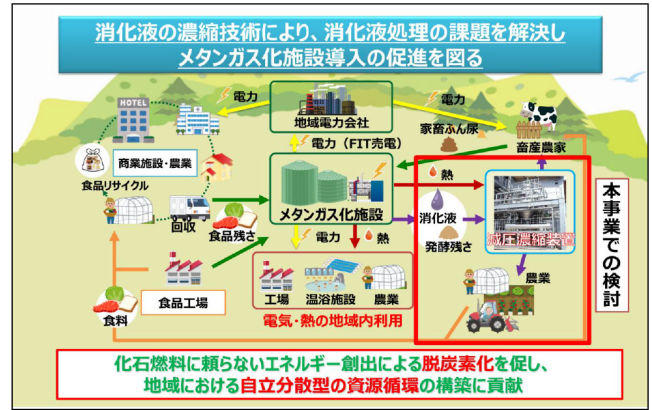 消化液の濃縮技術により、消化液処理の課題を解決し
メタンガス化施設導入の促進を図る
HOTEL
電力
地域電力会社
電力
電力（FIT売電）
家畜ふん尿
畜産農家
商業施設・農業
食品リサイクル
回収
食品残さ
メタンガス化施設
熱
消化液
発酵残さ
減圧濃縮装置
本事業での検討
電力
熱
食品工場
食料
工場
温浴施設
農業
農業
電気・熱の地域内利用
化石燃料に頼らないエネルギー創出による脱炭素化を促し、
地域における自立分散型の資源循環の構築に貢献